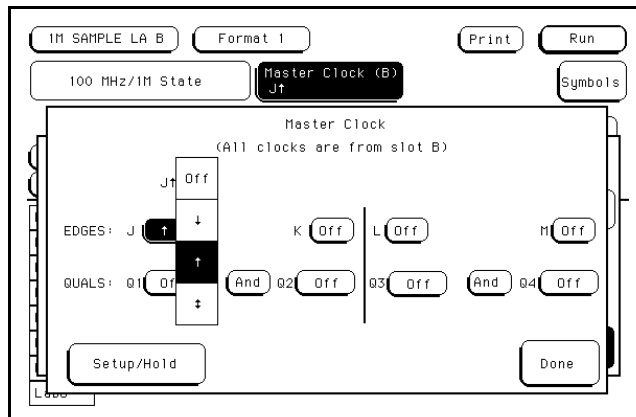 1M SAMPLE LA B Format 1 Print Run
100 MHz/1M State Master Clock (B) Symbols
J↑
Master Clock
(All clocks are from slot B)
J↑ Off
↓
EDGES: J ↑ K Off L Off M Off
↑
QUALS: Q1 Of And Q2 Off Q3 Off And Q4 Off
↕
Setup/Hold Done